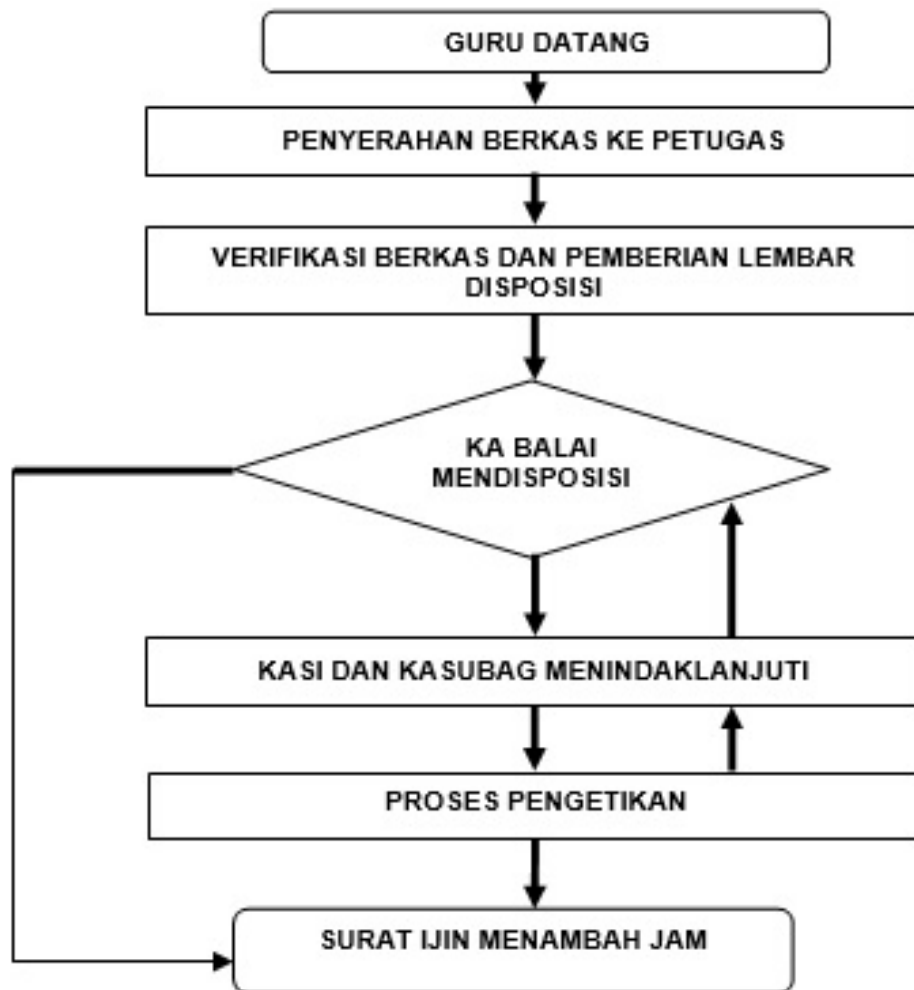 GURU DATANG
PENYERAHAN BERKAS KE PETUGAS
VERIFIKASI BERKAS DAN PEMBERIAN LEMBAR
DISPOSISI
KA BALAI
MENDISPOSISI
KASI DAN KASUBAG MENINDAKLANJUTI
PROSES PENGETIKAN
SURAT IJIN MENAMBAH JAM